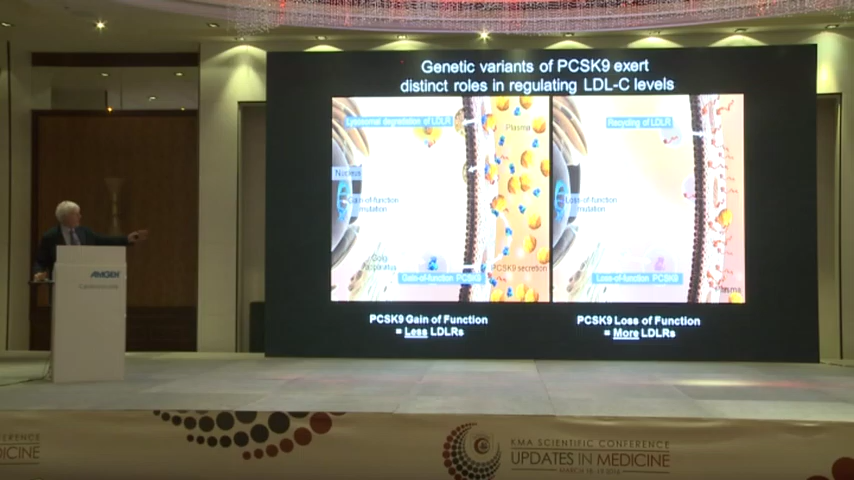 Genetic variants of PCSK9 exert
distinct roles in regulating LDL-C levels
Lysosomal degradation of LDLR
Plasma
Nucleus
Gain-of-function
mutation
Golgi
apparatus
PCSK9 secretion
Gain-of-function PCSK9
Recycling of LDLR
Loss-of-function
mutation
Loss-of-function PCSK9
Plasma
PCSK9 Gain of Function
= Less LDLRs
PCSK9 Loss of Function
= More LDLRs
AMGEN
Cardiovascular
ERENCE
DICINE
KMA SCIENTIFIC CONFERENCE
UPDATES IN MEDICINE